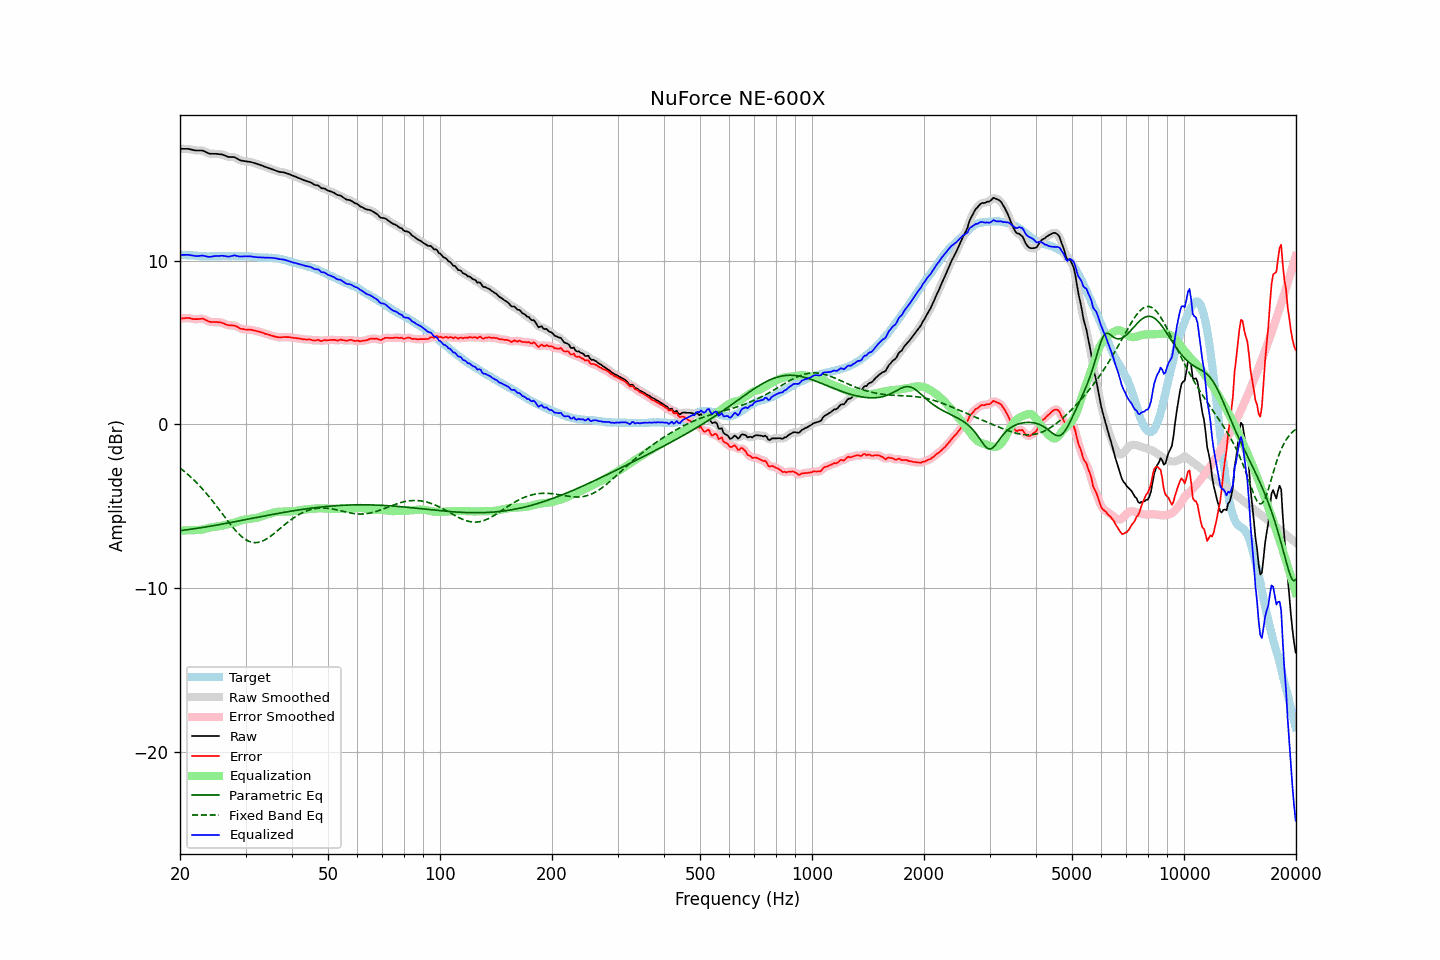 NuForce NE-600X
Amplitude (dBr)
10
0
−10
−20
Target
Raw Smoothed
Error Smoothed
Raw
Error
Equalization
Parametric Eq
Fixed Band Eq
Equalized
20
50
100
200
500
1000
2000
5000
10000
20000
Frequency (Hz)